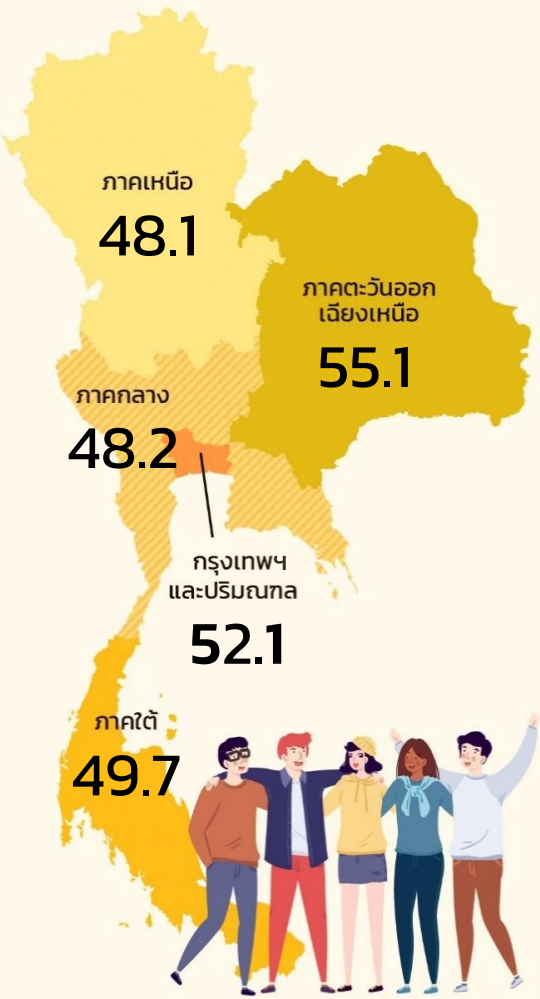 ภาคเหนือ
48.1
ภาคตะวันออก
เฉียงเหนือ
55.1
ภาคกลาง
48.2
กรุงเทพฯ
และปริมณฑล
52.1
ภาคใต้
49.7